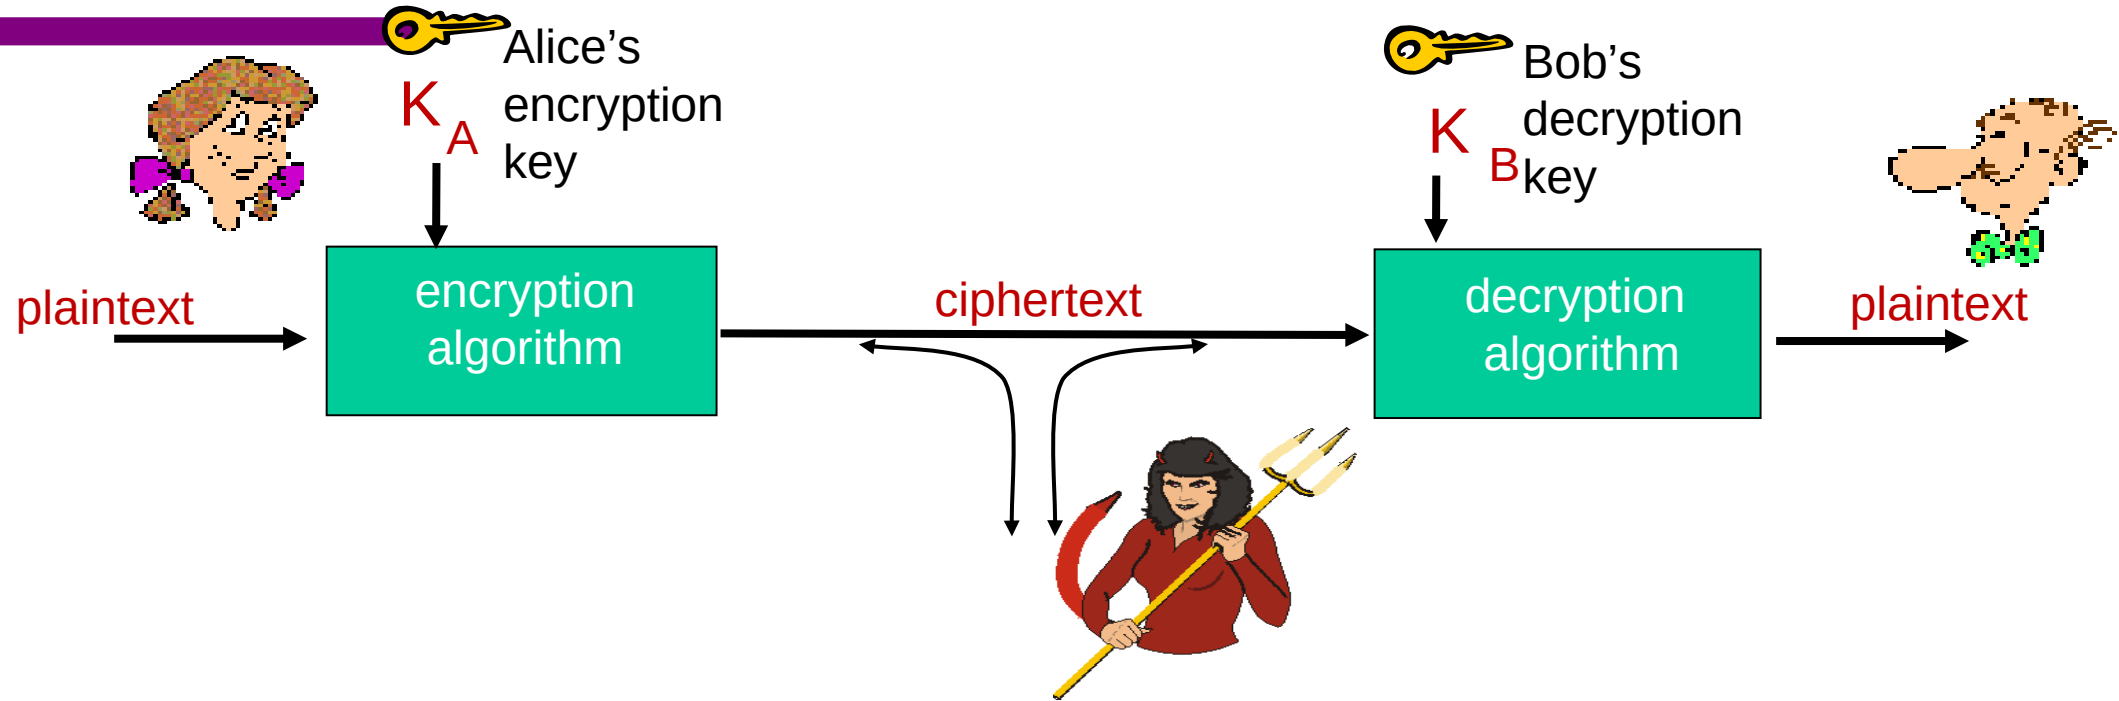 Alice’s
encryption
key
K A
Bob’s
decryption
key
K B
plaintext
encryption
algorithm
ciphertext
decryption
algorithm
plaintext